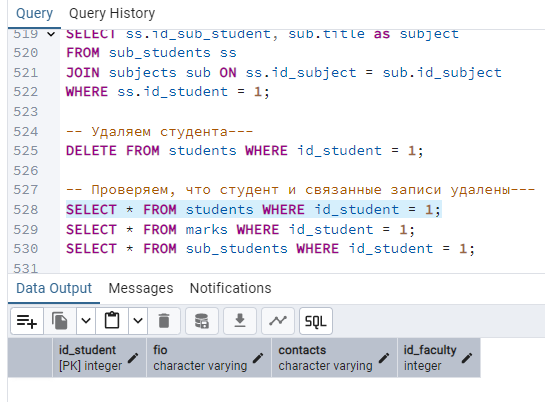 Query Query History
519 SELECT ss.id_sub_student, sub.title as subject
520 FROM sub_students ss
521 JOIN subjects sub ON ss.id_subject = sub.id_subject
522 WHERE ss.id_student = 1;
523
524 -- Удаляем студента---
525 DELETE FROM students WHERE id_student = 1;
526
527 -- Проверяем, что студент и связанные записи удалены---
528 SELECT * FROM students WHERE id_student = 1;
529 SELECT * FROM marks WHERE id_student = 1;
530 SELECT * FROM sub_students WHERE id_student = 1;
531
Data Output Messages Notifications
SQL
id_student fio contacts id_faculty
[PK] integer character varying character varying integer